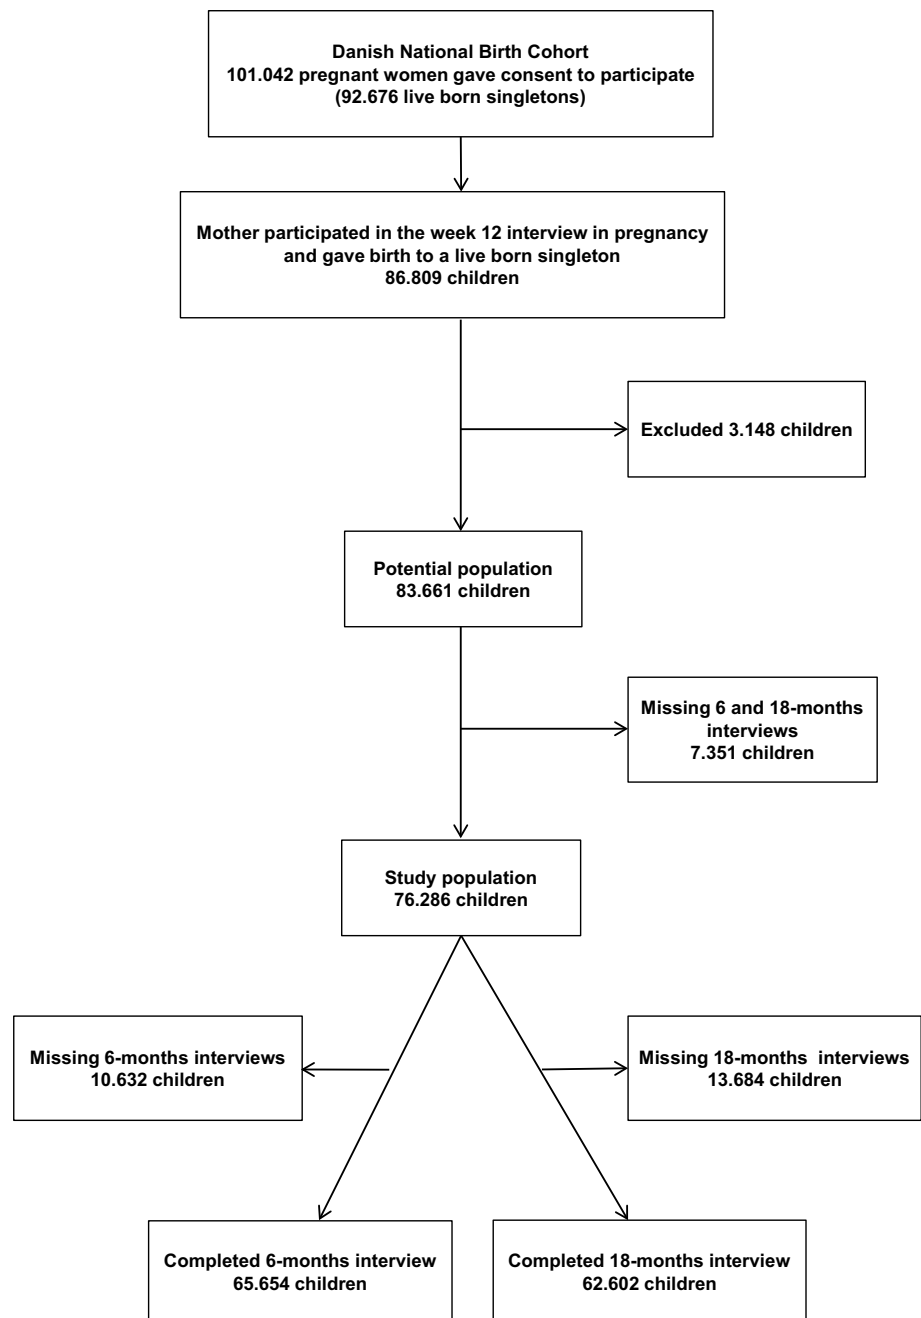 Danish National Birth Cohort
101.042 pregnant women gave consent to participate
(92.676 live born singletons)
Mother participated in the week 12 interview in pregnancy
and gave birth to a live born singleton
86.809 children
Excluded 3.148 children
Potential population
83.661 children
Missing 6 and 18-months
interviews
7.351 children
Study population
76.286 children
Missing 6-months interviews
10.632 children
Missing 18-months interviews
13.684 children
Completed 6-months interview
65.654 children
Completed 18-months interview
62.602 children